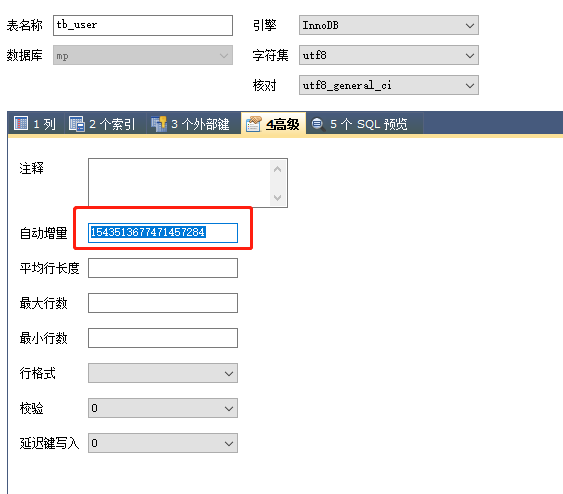 表名称 tb_user 引擎 InnoDB
数据库 mp 字符集 utf8
核对 utf8_general_ci
1 列 2 个索引 3 个外部键 4高级 5 个 SQL 预览
注释
自动增量 1543513677471457284
平均行长度
最大行数
最小行数
行格式
校验 0
延迟键写入 0